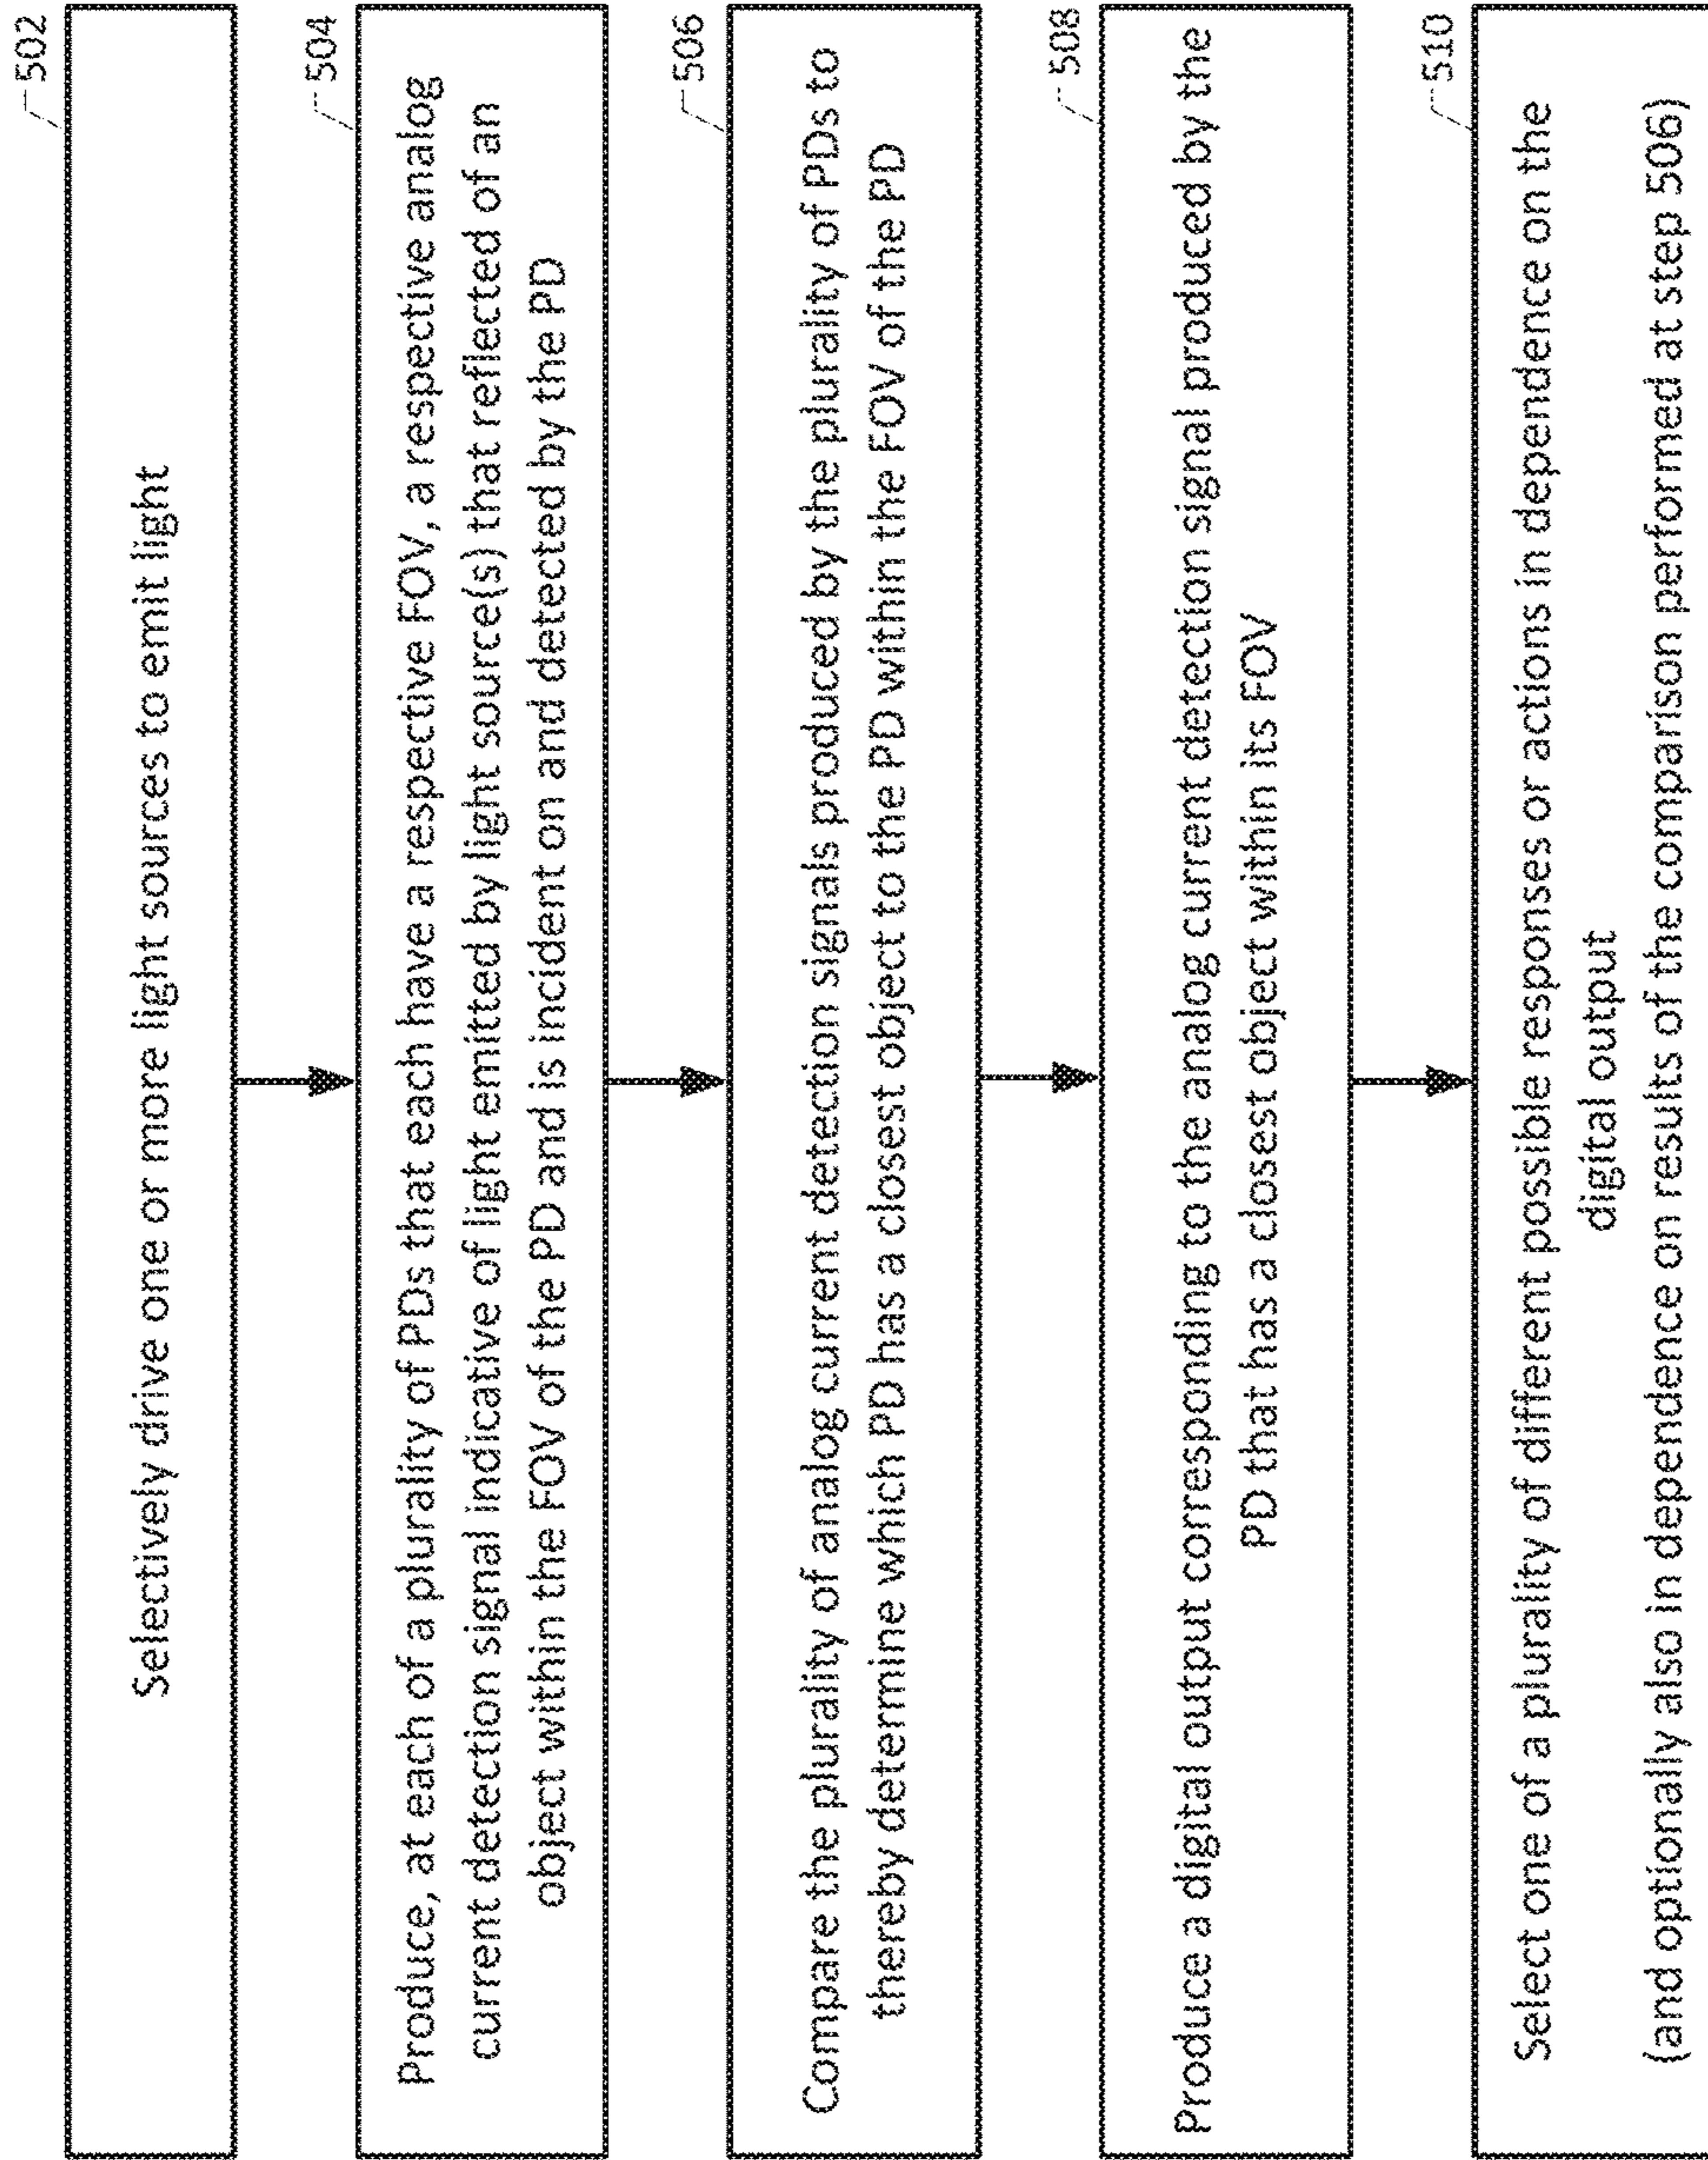 502
Selectively drive one or more light sources to emit light
504
Produce, at each of a plurality of PDs that each have a respective FOV, a respective analog
current detection signal indicative of light emitted by light source(s) that reflected of an
object within the FOV of the PD and is incident on and detected by the PD
506
Compare the plurality of analog current detection signals produced by the plurality of PDs to
thereby determine which PD has a closest object to the PD within the FOV of the PD
508
Produce a digital output corresponding to the analog current detection signal produced by the
PD that has a closest object within its FOV
510
Select one of a plurality of different possible responses or actions in dependence on the
digital output
(and optionally also in dependence on results of the comparison performed at step 506)